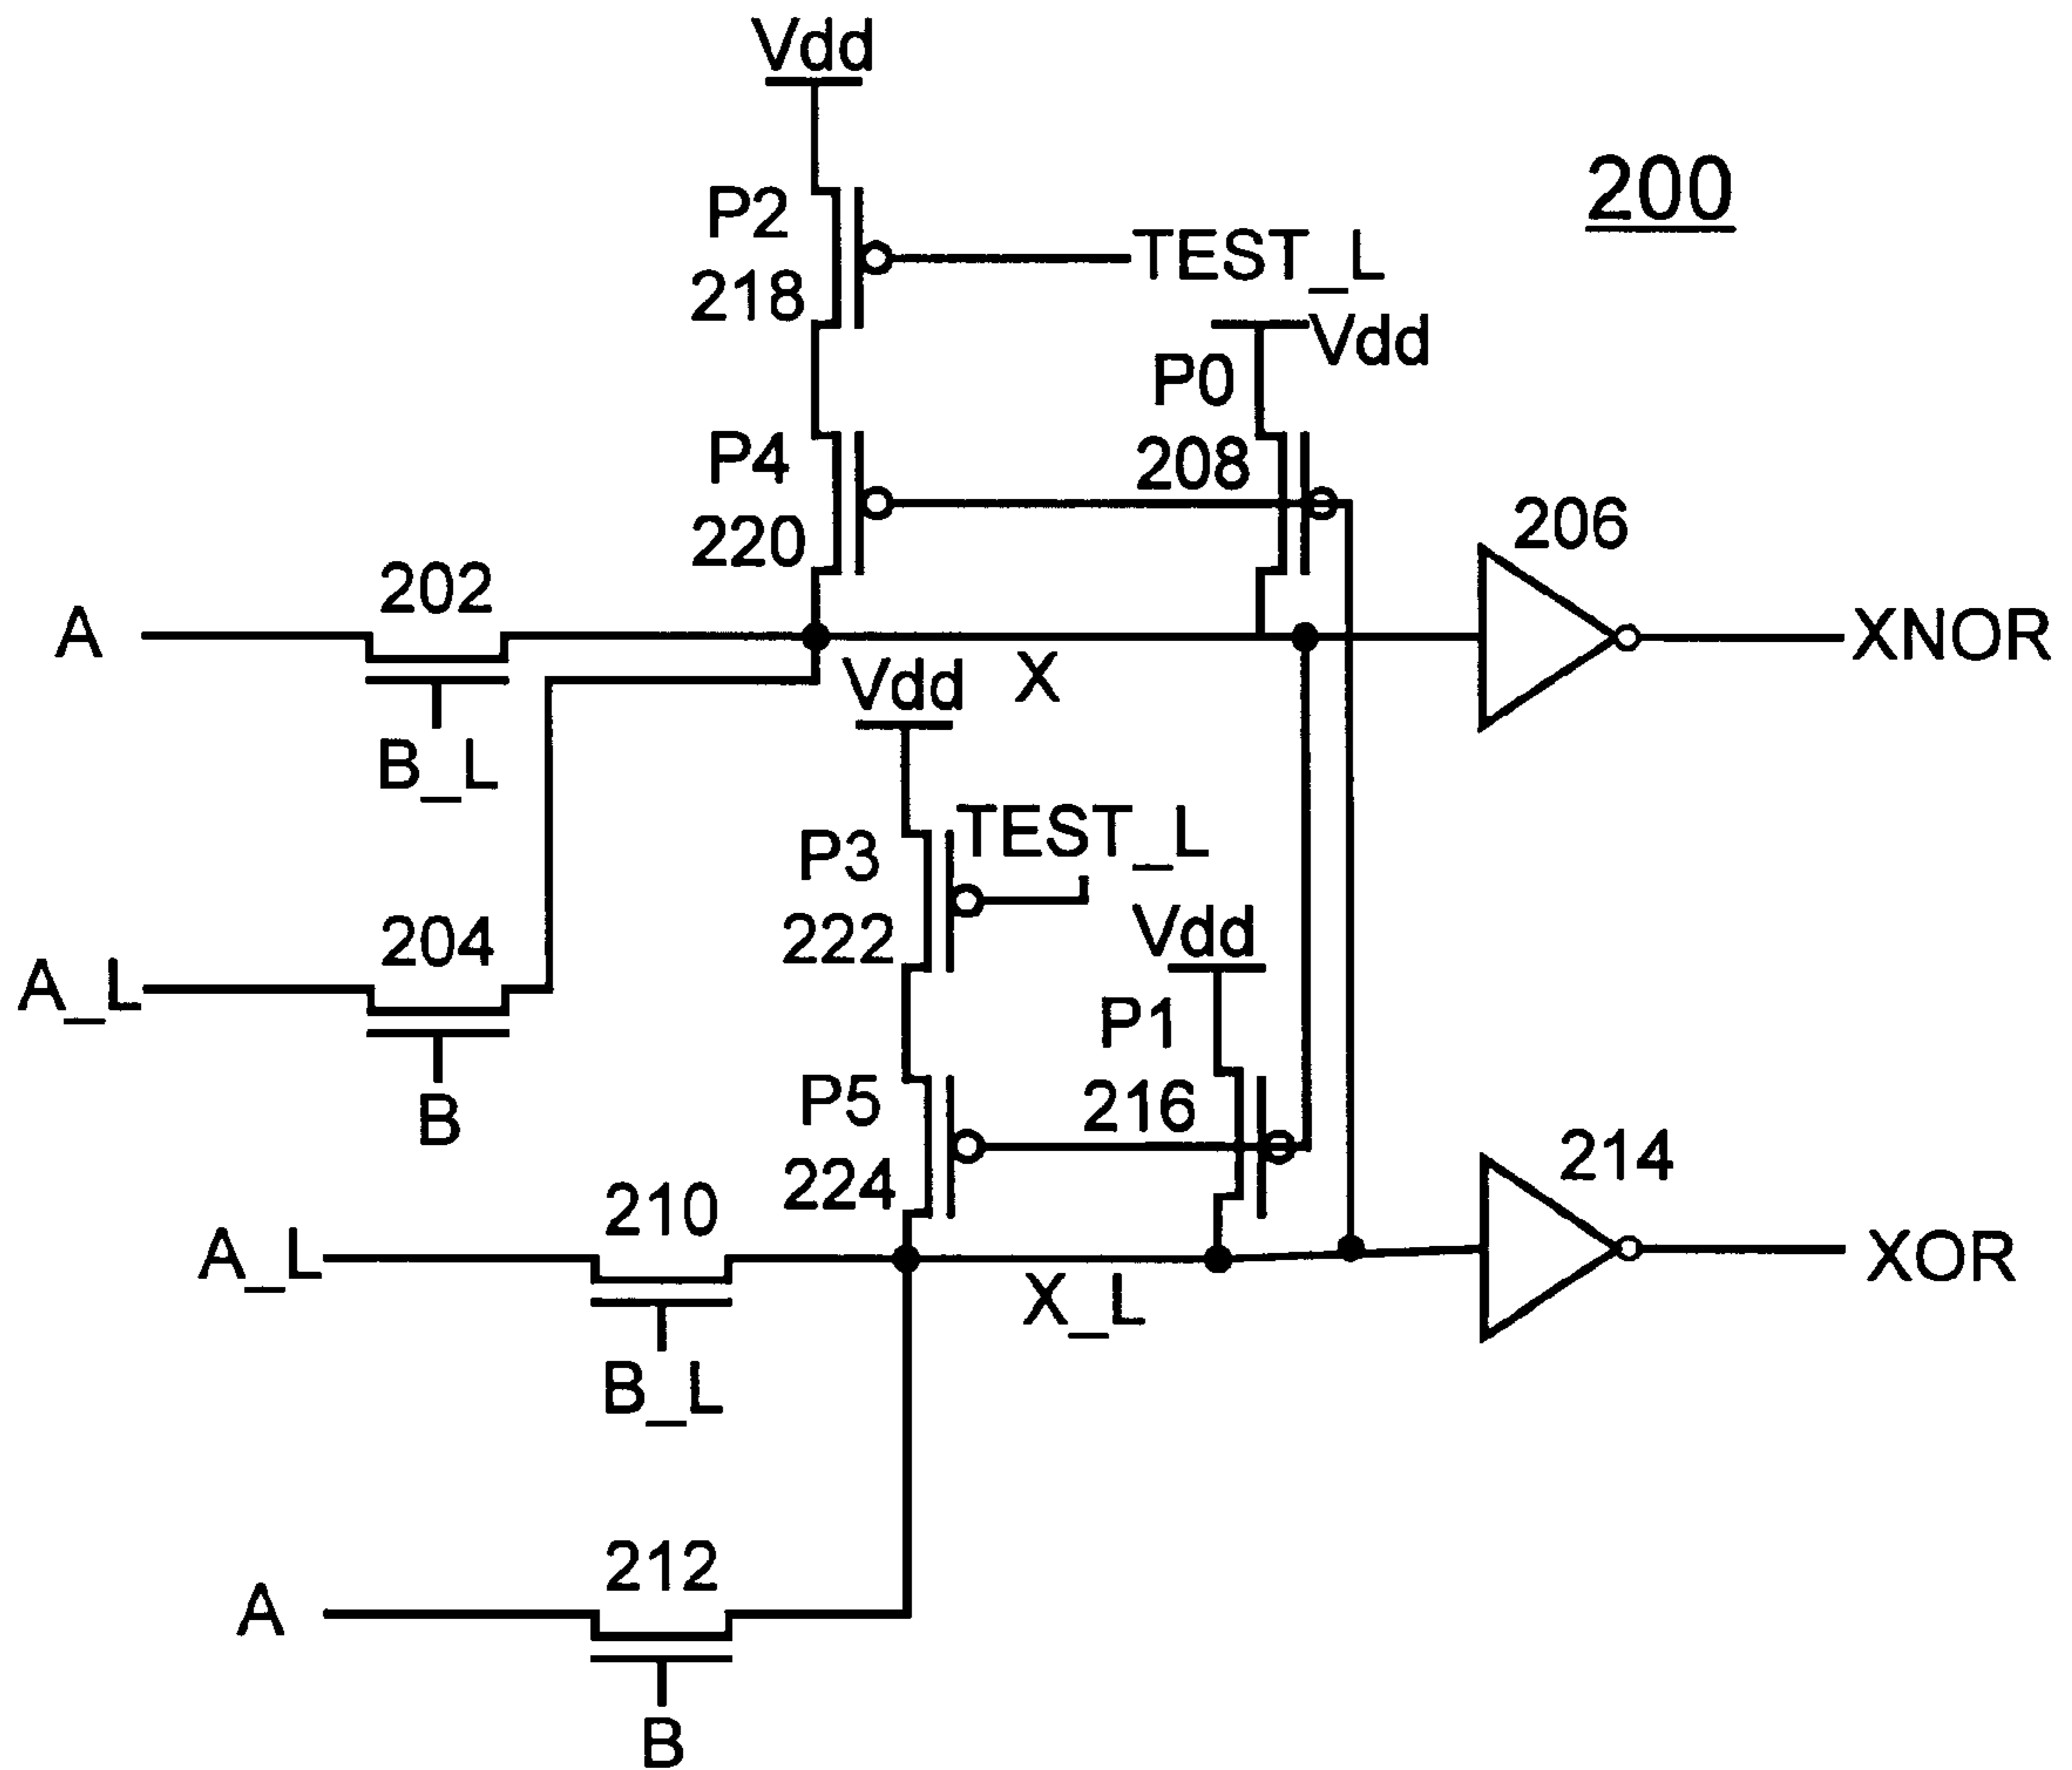 Vdd
200
P2
218
TEST_L
Vdd
P0
208
P4
220
206
202
A
XNOR
B_L
X
Vdd
TEST_L
P3
222
204
A_L
B
Vdd
P1
216
P5
224
214
210
A_L
X_L
XOR
B_L
212
A
B